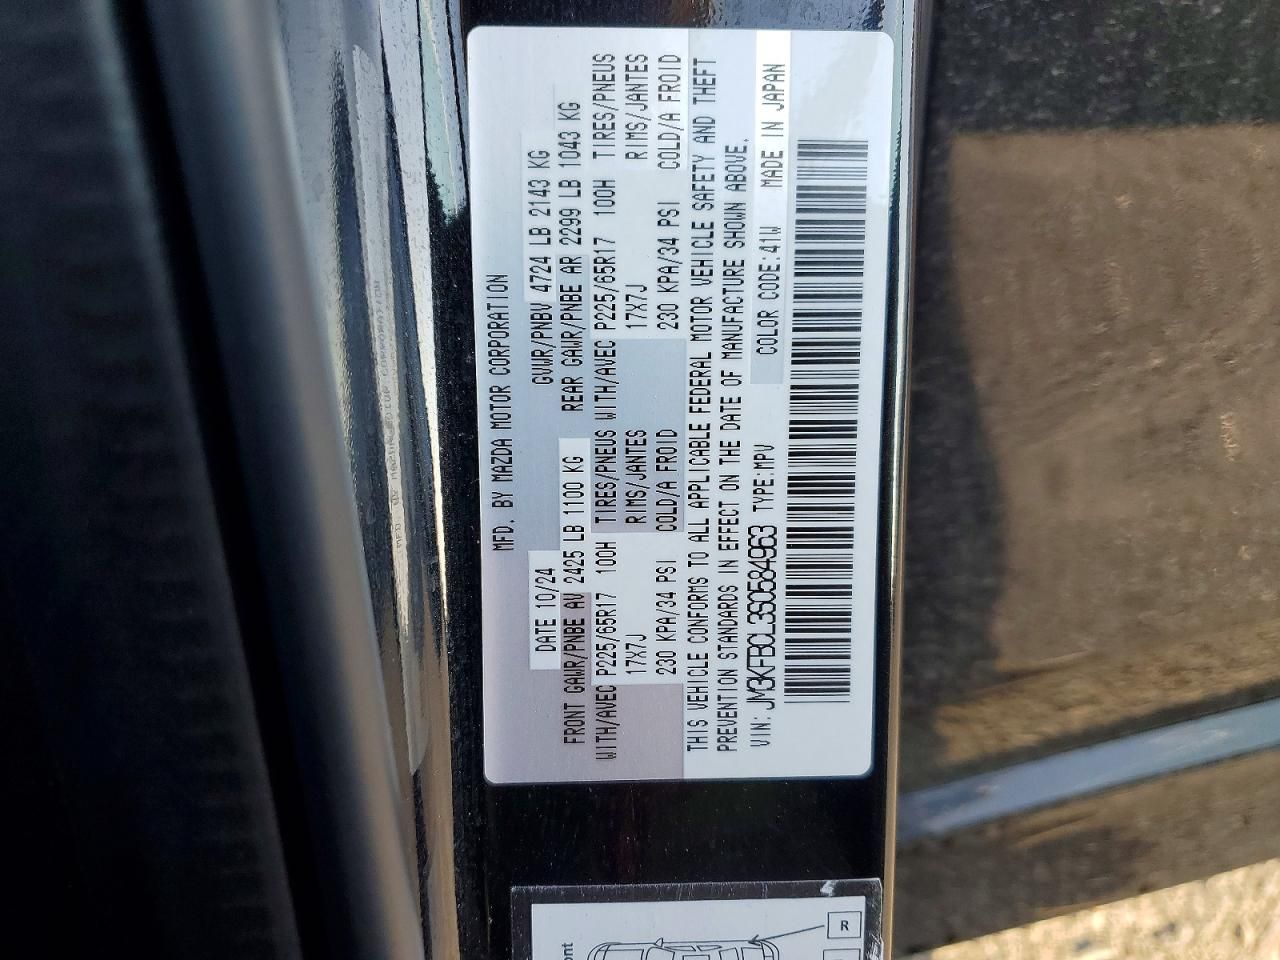 MFD. BY MAZDA MOTOR CORPORATION
DATE 10/24 GVWR/PNBV 4724 LB 2143 KG
FRONT GAWR/PNBE AV 2425 LB 1100 KG REAR GAWR/PNBE AR 2299 LB 1043 KG
WITH/AVEC P225/65R17 100H TIRES/PNEUS WITH/AVEC P225/65R17 100H TIRES/PNEUS
17X7J RIMS/JANTES 17X7J RIMS/JANTES
230 KPA/34 PSI COLD/A FROID 230 KPA/34 PSI COLD/A FROID
THIS VEHICLE CONFORMS TO ALL APPLICABLE FEDERAL MOTOR VEHICLE SAFETY AND THEFT
PREVENTION STANDARDS IN EFFECT ON THE DATE OF MANUFACTURE SHOWN ABOVE.
VIN: JM3KFBCL3S0584963 TYPE:MPV COLOR CODE:41W MADE IN JAPAN
R